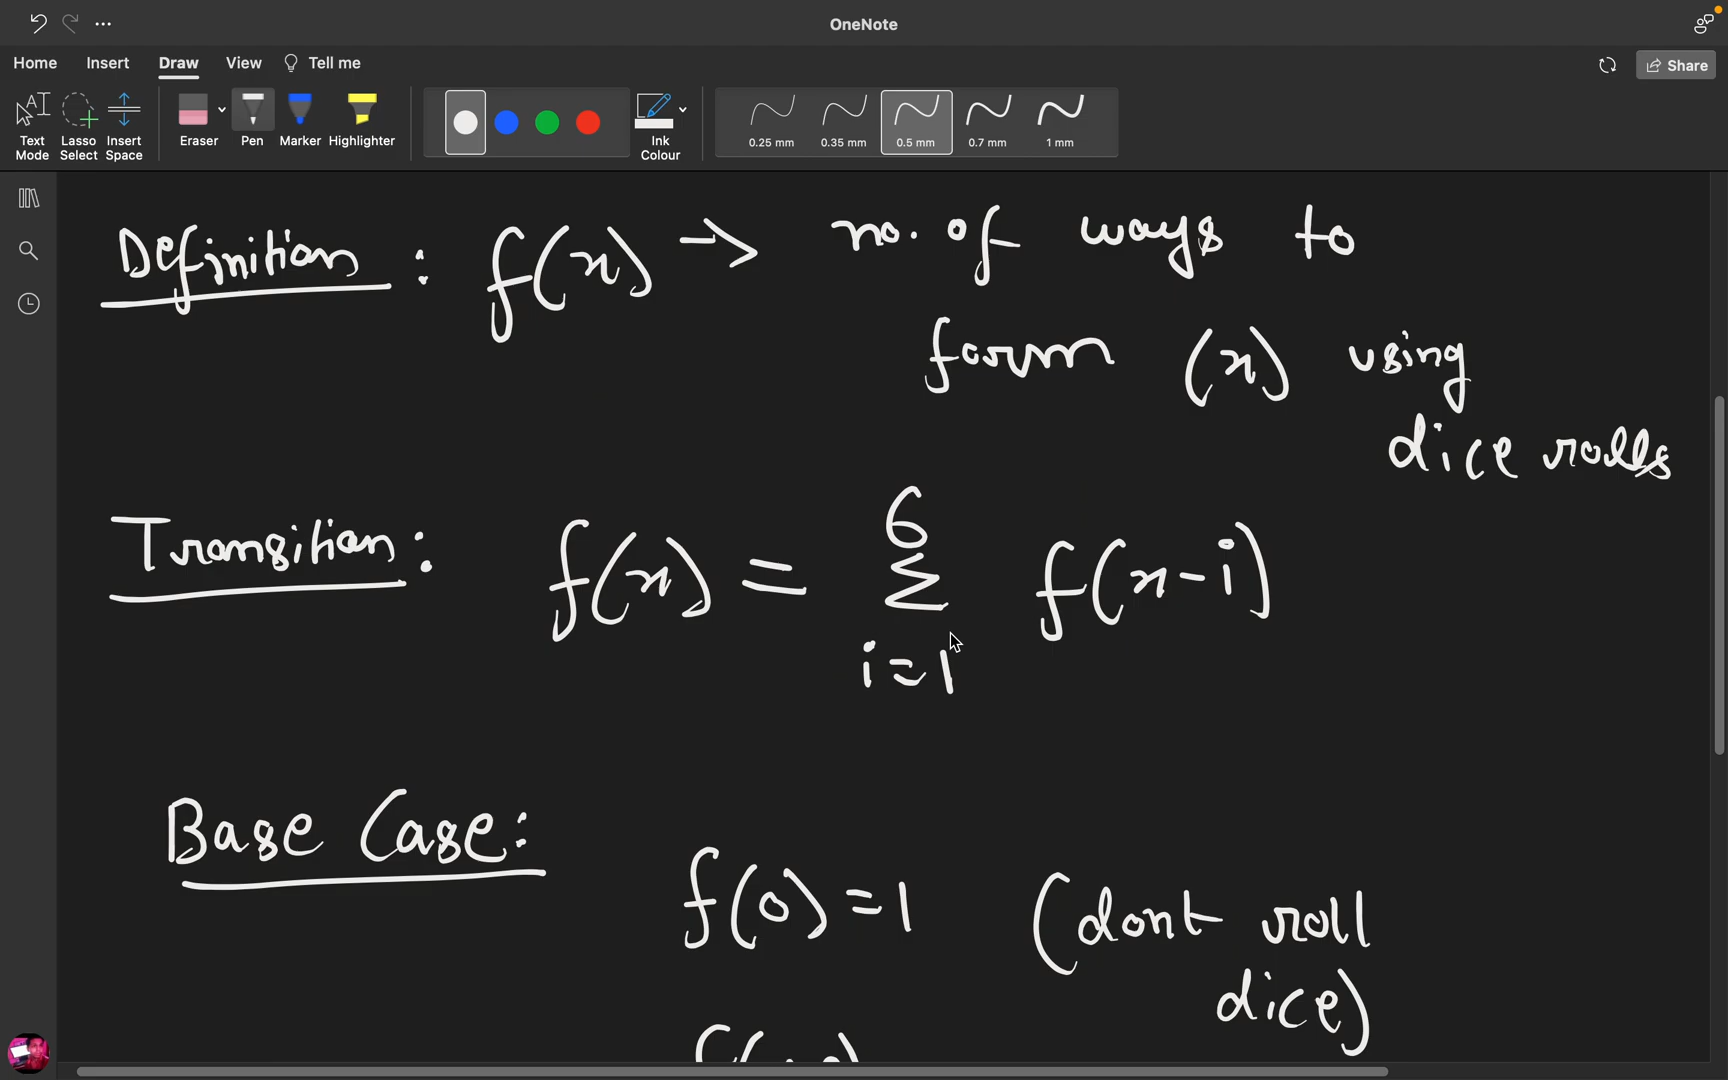 OneNote
Home Insert Draw View Tell me
Share
Text Mode
Lasso Select
Insert Space
Eraser
Pen
Marker
Highlighter
Ink Colour
0.25 mm
0.35 mm
0.5 mm
0.7 mm
1 mm
Definition : f(x) → no. of ways to
form (x) using
dice rolls
Transition : f(x) = 6 Σ i=1 f(x-i)
Base Case:
f(0) = 1 (dont roll
dice)